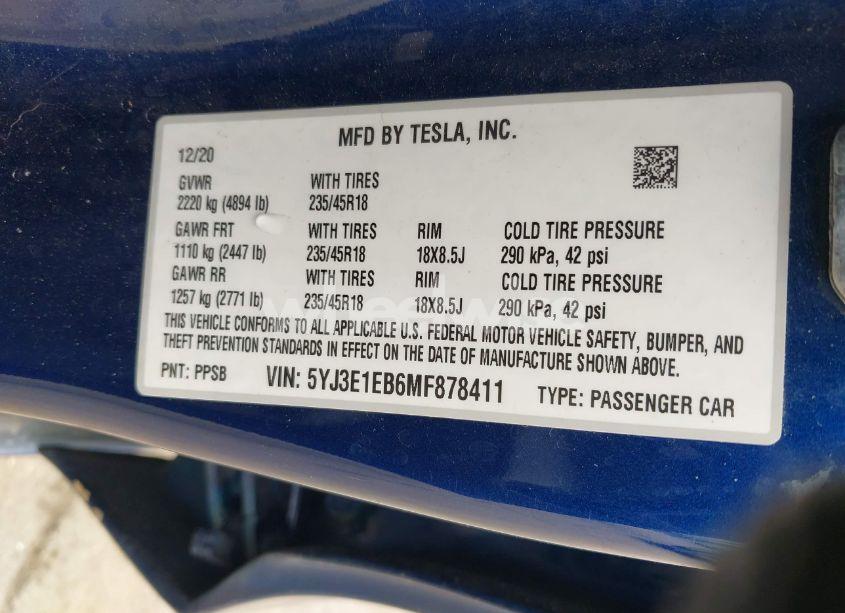 MFD BY TESLA, INC.
12/20
GVWR WITH TIRES
2220 kg (4894 lb) 235/45R18
GAWR FRT WITH TIRES RIM COLD TIRE PRESSURE
1110 kg (2447 lb) 235/45R18 18X8.5J 290 kPa, 42 psi
GAWR RR WITH TIRES RIM COLD TIRE PRESSURE
1257 kg (2771 lb) 235/45R18 18X8.5J 290 kPa, 42 psi
THIS VEHICLE CONFORMS TO ALL APPLICABLE U.S. FEDERAL MOTOR VEHICLE SAFETY, BUMPER, AND
THEFT PREVENTION STANDARDS IN EFFECT ON THE DATE OF MANUFACTURE SHOWN ABOVE.
PNT: PPSB VIN: 5YJ3E1EB6MF878411 TYPE: PASSENGER CAR